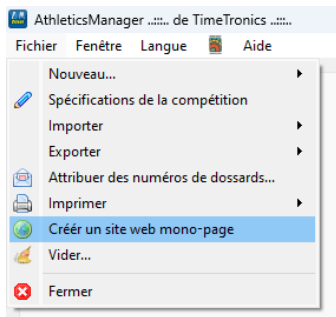 AthleticsManager ..:::.. de TimeTronics ..:::..
Fichier Fenêtre Langue Aide
Nouveau...
Spécifications de la compétition
Importer
Exporter
Attribuer des numéros de dossards...
Imprimer
Créér un site web mono-page
Vider...
Fermer